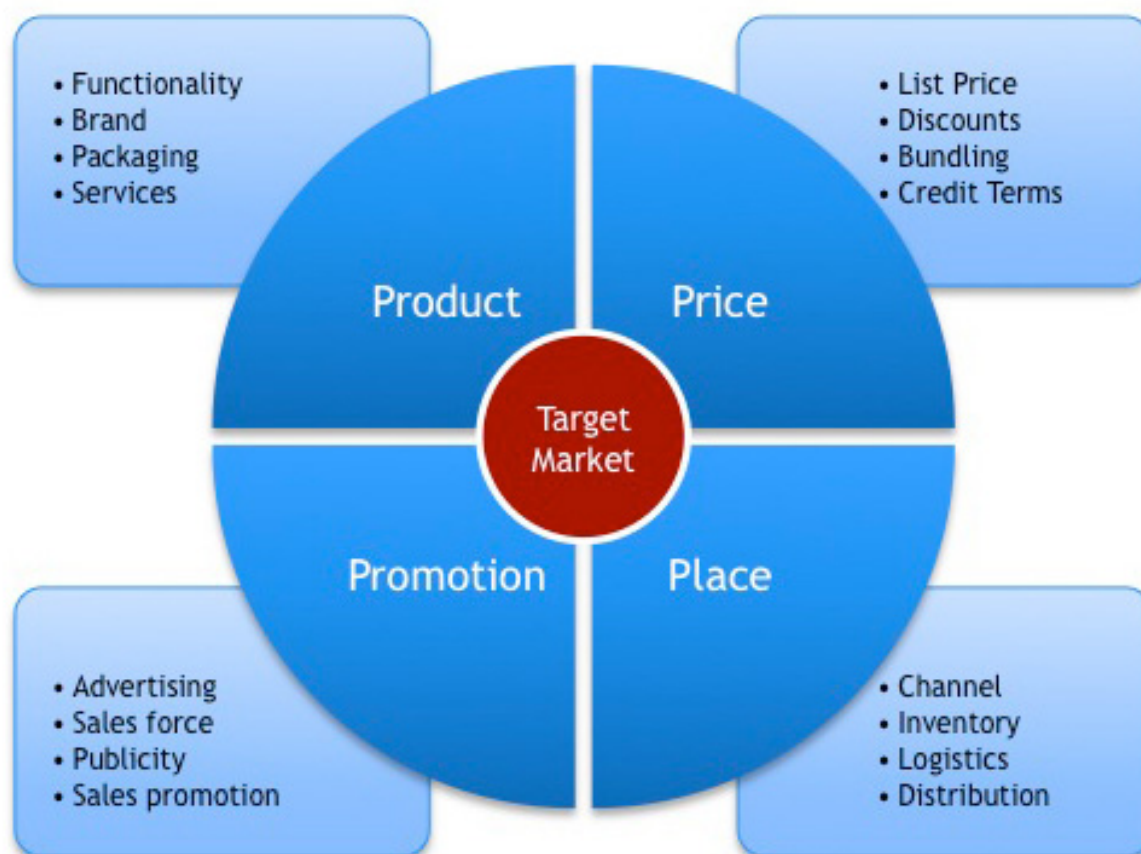 • Functionality
• Brand
• Packaging
• Services
• List Price
• Discounts
• Bundling
• Credit Terms
Product
Price
Target
Market
Promotion
Place
• Advertising
• Sales force
• Publicity
• Sales promotion
• Channel
• Inventory
• Logistics
• Distribution